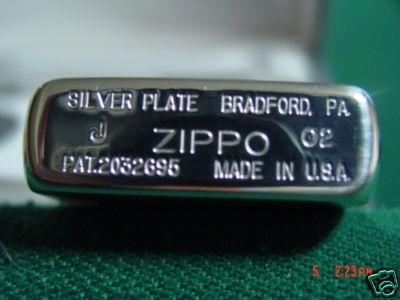 SILVER PLATE BRADFORD, PA
J ZIPPO 02
PAT.2032695 MADE IN U.S.A.
5 2:23AM